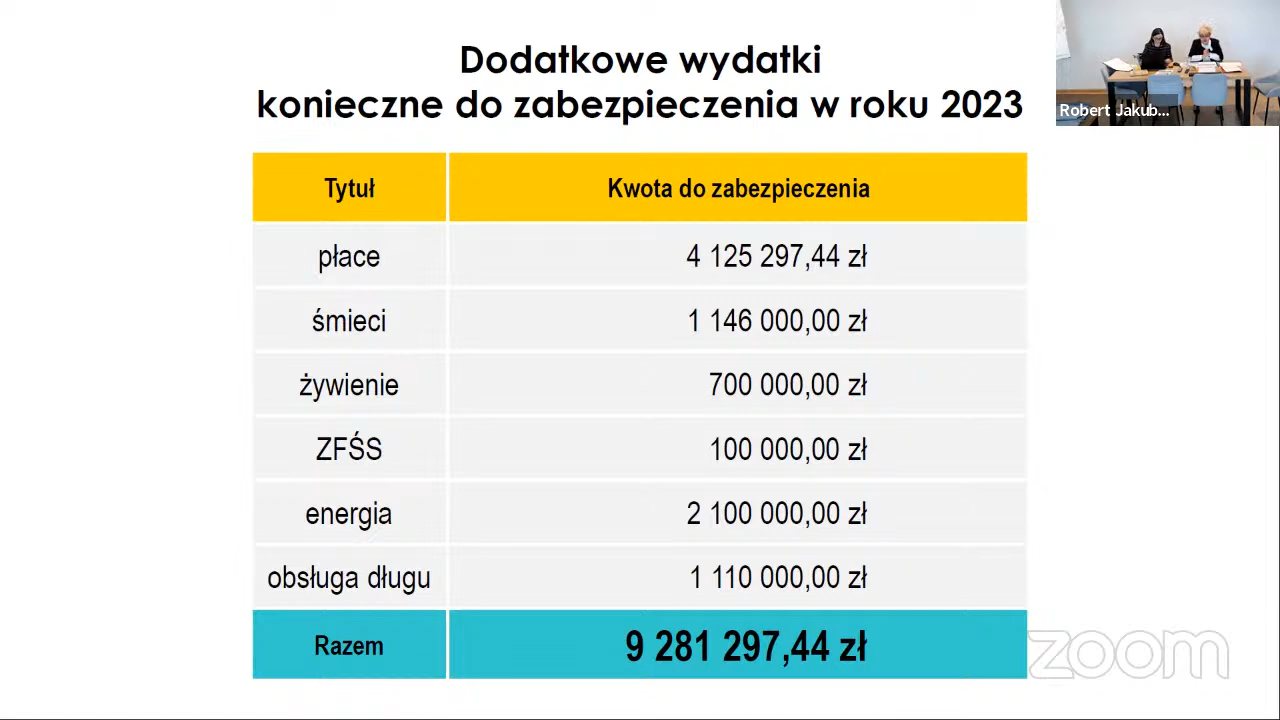 Dodatkowe wydatki
konieczne do zabezpieczenia w roku 2023
Robert Jakub...
Tytuł Kwota do zabezpieczenia
płace 4 125 297,44 zł
śmieci 1 146 000,00 zł
żywienie 700 000,00 zł
ZFŚS 100 000,00 zł
energia 2 100 000,00 zł
obsługa długu 1 110 000,00 zł
Razem 9 281 297,44 zł
zoom